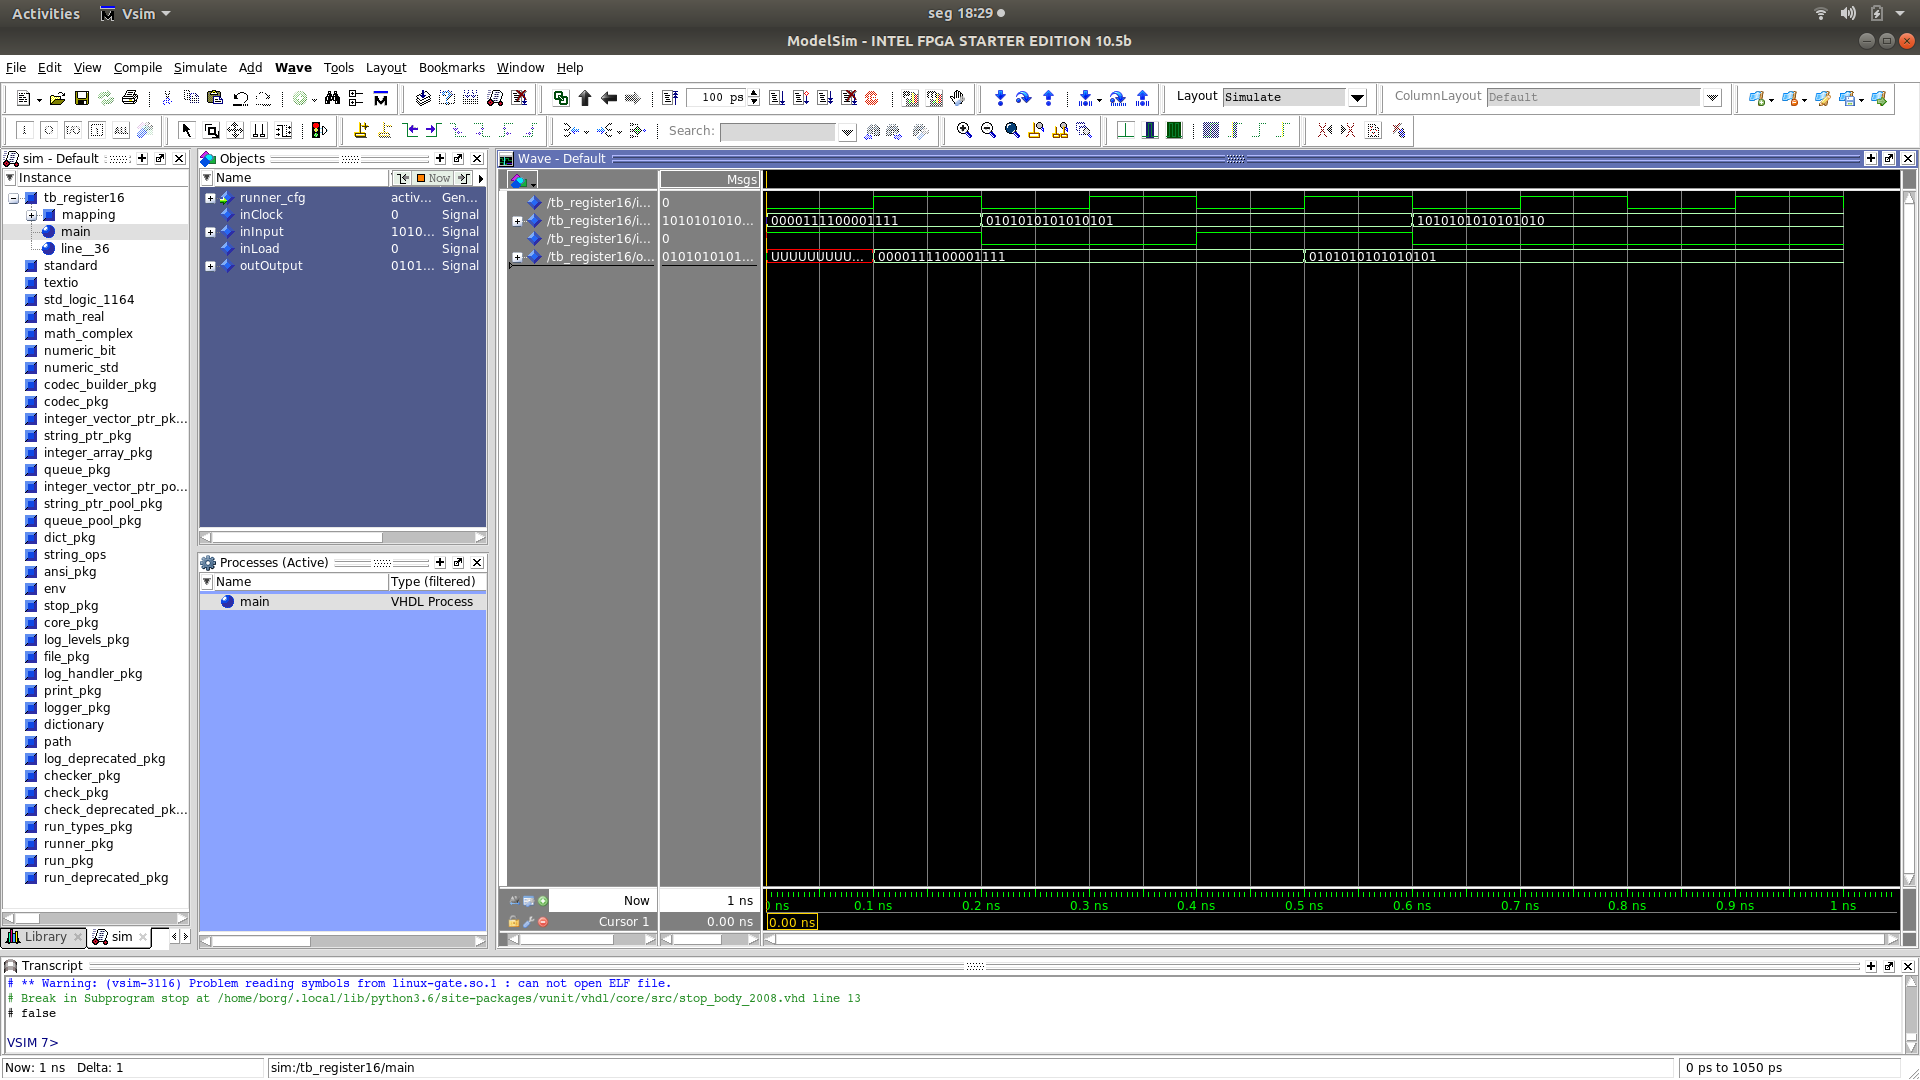 Activities Vsim seg 18:29
ModelSim - INTEL FPGA STARTER EDITION 10.5b
File Edit View Compile Simulate Add Wave Tools Layout Bookmarks Window Help
100 ps Layout Simulate ColumnLayout Default
Search:
sim - Default
Instance
tb_register16
mapping
main
line__36
standard
textio
std_logic_1164
math_real
math_complex
numeric_bit
numeric_std
codec_builder_pkg
codec_pkg
integer_vector_ptr_pk...
string_ptr_pkg
integer_array_pkg
queue_pkg
integer_vector_ptr_po...
string_ptr_pool_pkg
queue_pool_pkg
dict_pkg
string_ops
ansi_pkg
env
stop_pkg
core_pkg
log_levels_pkg
file_pkg
log_handler_pkg
print_pkg
logger_pkg
dictionary
path
log_deprecated_pkg
checker_pkg
check_pkg
check_deprecated_pk...
run_types_pkg
runner_pkg
run_pkg
run_deprecated_pkg
Library sim
Objects
Name Now
runner_cfg activ... Gen...
inClock 0 Signal
inInput 1010... Signal
inLoad 0 Signal
outOutput 0101... Signal
Processes (Active)
Name Type (filtered)
main VHDL Process
Wave - Default
Msgs
/tb_register16/i... 0
/tb_register16/i... 1010101010... 0000111100001111 0101010101010101 1010101010101010
/tb_register16/i... 0
/tb_register16/o... 0101010101... UUUUUUUUU... 0000111100001111 0101010101010101
Now 1 ns ns 0.1 ns 0.2 ns 0.3 ns 0.4 ns 0.5 ns 0.6 ns 0.7 ns 0.8 ns 0.9 ns 1 ns
Cursor 1 0.00 ns 0.00 ns
Transcript
# ** Warning: (vsim-3116) Problem reading symbols from linux-gate.so.1 : can not open ELF file.
# Break in Subprogram stop at /home/borg/.local/lib/python3.6/site-packages/vunit/vhdl/core/src/stop_body_2008.vhd line 13
# false
VSIM 7>
Now: 1 ns Delta: 1 sim:/tb_register16/main 0 ps to 1050 ps